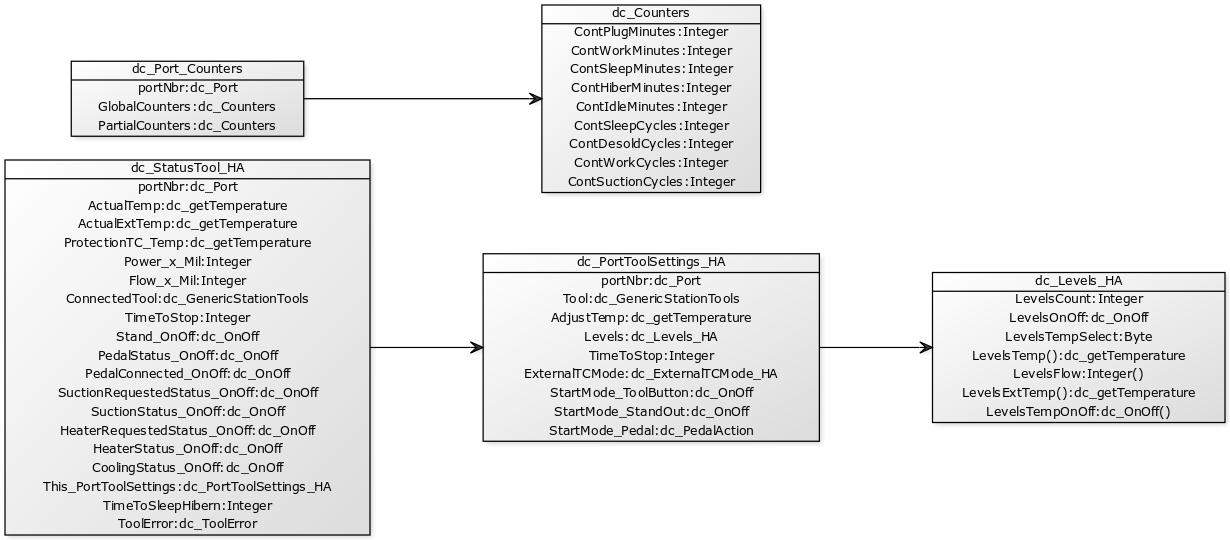 dc_Port_Counters
portNbr:dc_Port
GlobalCounters:dc_Counters
PartialCounters:dc_Counters
dc_Counters
ContPlugMinutes:Integer
ContWorkMinutes:Integer
ContSleepMinutes:Integer
ContHiberMinutes:Integer
ContIdleMinutes:Integer
ContSleepCycles:Integer
ContDesoldCycles:Integer
ContWorkCycles:Integer
ContSuctionCycles:Integer
dc_StatusTool_HA
portNbr:dc_Port
ActualTemp:dc_getTemperature
ActualExtTemp:dc_getTemperature
ProtectionTC_Temp:dc_getTemperature
Power_x_Mil:Integer
Flow_x_Mil:Integer
ConnectedTool:dc_GenericStationTools
TimeToStop:Integer
Stand_OnOff:dc_OnOff
PedalStatus_OnOff:dc_OnOff
PedalConnected_OnOff:dc_OnOff
SuctionRequestedStatus_OnOff:dc_OnOff
SuctionStatus_OnOff:dc_OnOff
HeaterRequestedStatus_OnOff:dc_OnOff
HeaterStatus_OnOff:dc_OnOff
CoolingStatus_OnOff:dc_OnOff
This_PortToolSettings:dc_PortToolSettings_HA
TimeToSleepHibern:Integer
ToolError:dc_ToolError
dc_PortToolSettings_HA
portNbr:dc_Port
Tool:dc_GenericStationTools
AdjustTemp:dc_getTemperature
Levels:dc_Levels_HA
TimeToStop:Integer
ExternalTCMode:dc_ExternalTCMode_HA
StartMode_ToolButton:dc_OnOff
StartMode_StandOut:dc_OnOff
StartMode_Pedal:dc_PedalAction
dc_Levels_HA
LevelsCount:Integer
LevelsOnOff:dc_OnOff
LevelsTempSelect:Byte
LevelsTemp():dc_getTemperature
LevelsFlow:Integer()
LevelsExtTemp():dc_getTemperature
LevelsTempOnOff:dc_OnOff()